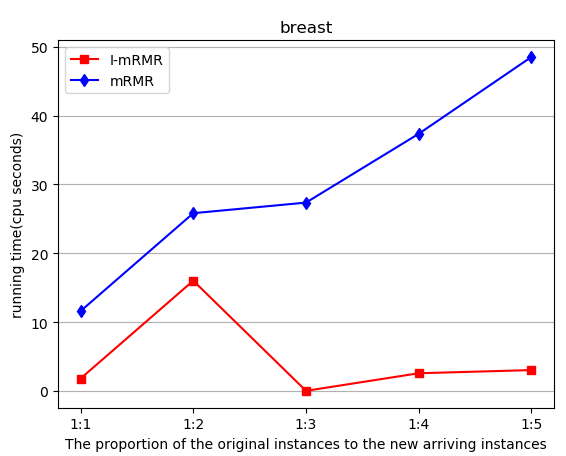 breast
I-mRMR
mRMR
running time(cpu seconds)
50
40
30
20
10
0
1:1 1:2 1:3 1:4 1:5
The proportion of the original instances to the new arriving instances